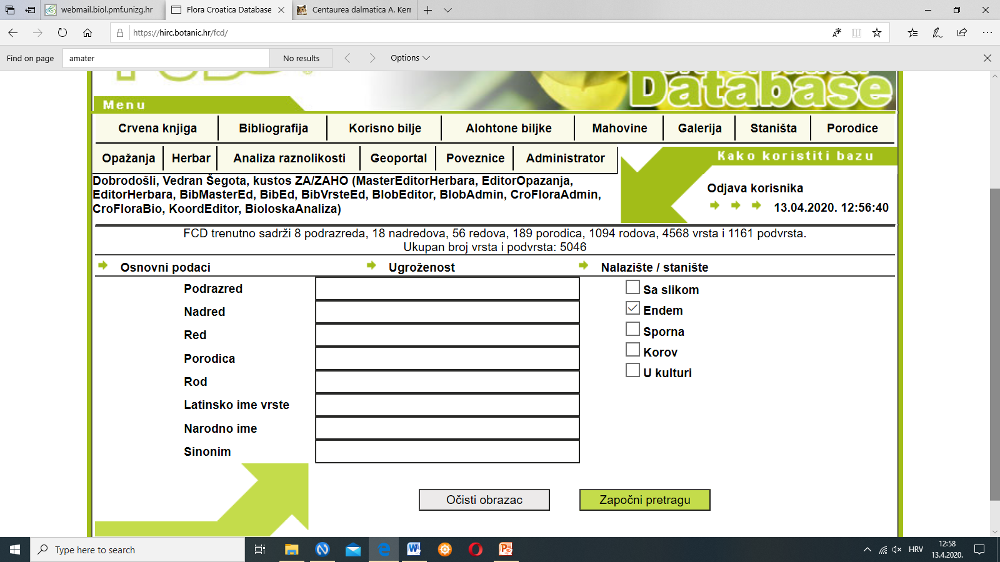 webmail.biol.pmf.unizg.hr
Flora Croatica Database
Centaurea dalmatica A. Kerr
https://hirc.botanic.hr/fcd/
Find on page
amater
No results
Options
Database
Menu
Crvena knjiga
Bibliografija
Korisno bilje
Alohtone biljke
Mahovine
Galerija
Staništa
Porodice
Opažanja
Herbar
Analiza raznolikosti
Geoportal
Poveznice
Administrator
Kako koristiti bazu
Dobrodošli, Vedran Šegota, kustos ZA/ZAHO (MasterEditorHerbara, EditorOpazanja,
EditorHerbara, BibMasterEd, BibEd, BibVrsteEd, BlobEditor, BlobAdmin, CroFloraAdmin,
CroFloraBio, KoordEditor, BioloskaAnaliza)
Odjava korisnika
13.04.2020. 12:56:40
FCD trenutno sadrži 8 podrazreda, 18 nadredova, 56 redova, 189 porodica, 1094 rodova, 4568 vrsta i 1161 podvrsta.
Ukupan broj vrsta i podvrsta: 5046
Osnovni podaci
Ugroženost
Nalazište / stanište
Podrazred
Nadred
Red
Porodica
Rod
Latinsko ime vrste
Narodno ime
Sinonim
Sa slikom
Endem
Sporna
Korov
U kulturi
Očisti obrazac
Započni pretragu
Type here to search
HRV
12:58
13.4.2020.